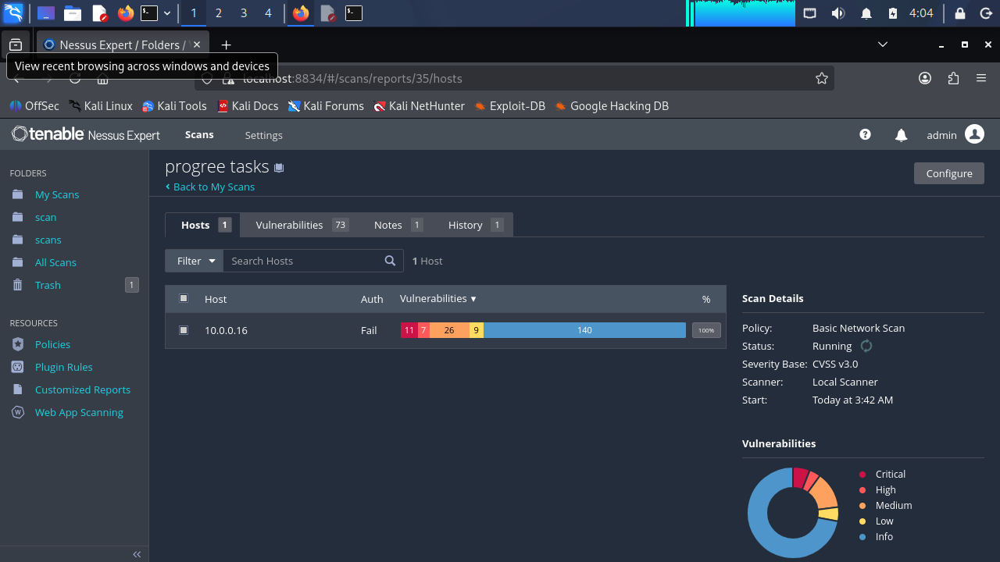 1 2 3 4 4:04
Nessus Expert / Folders /
View recent browsing across windows and devices
localhost:8834/#/scans/reports/35/hosts
OffSec Kali Linux Kali Tools Kali Docs Kali Forums Kali NetHunter Exploit-DB Google Hacking DB
tenable Nessus Expert Scans Settings admin
FOLDERS
My Scans
scan
scans
All Scans
Trash 1
RESOURCES
Policies
Plugin Rules
Customized Reports
Web App Scanning
progree tasks
Back to My Scans
Configure
Hosts 1 Vulnerabilities 73 Notes 1 History 1
Filter Search Hosts 1 Host
Host Auth Vulnerabilities %
10.0.0.16 Fail 11 7 26 9 140 100%
Scan Details
Policy: Basic Network Scan
Status: Running
Severity Base: CVSS v3.0
Scanner: Local Scanner
Start: Today at 3:42 AM
Vulnerabilities
Critical
High
Medium
Low
Info